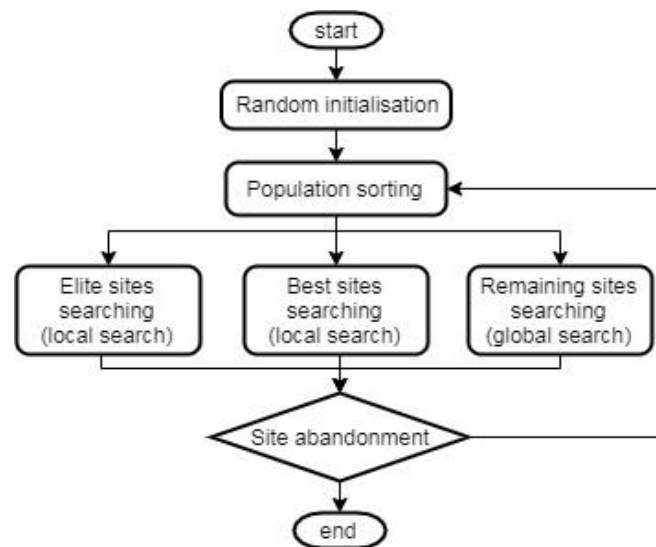 start
Random initialisation
Population sorting
Elite sites
searching
(local search)
Best sites
searching
(local search)
Remaining sites
searching
(global search)
Site abandonment
end